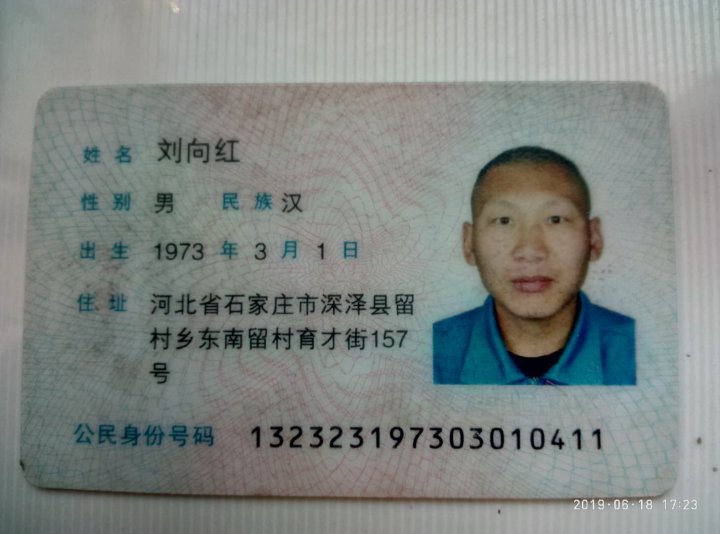 姓名 刘向红
性别 男 民族 汉
出生 1973 年 3 月 1 日
住址 河北省石家庄市深泽县留
村乡东南留村育才街157
号
公民身份号码 132323197303010411
2019-06-18 17:23